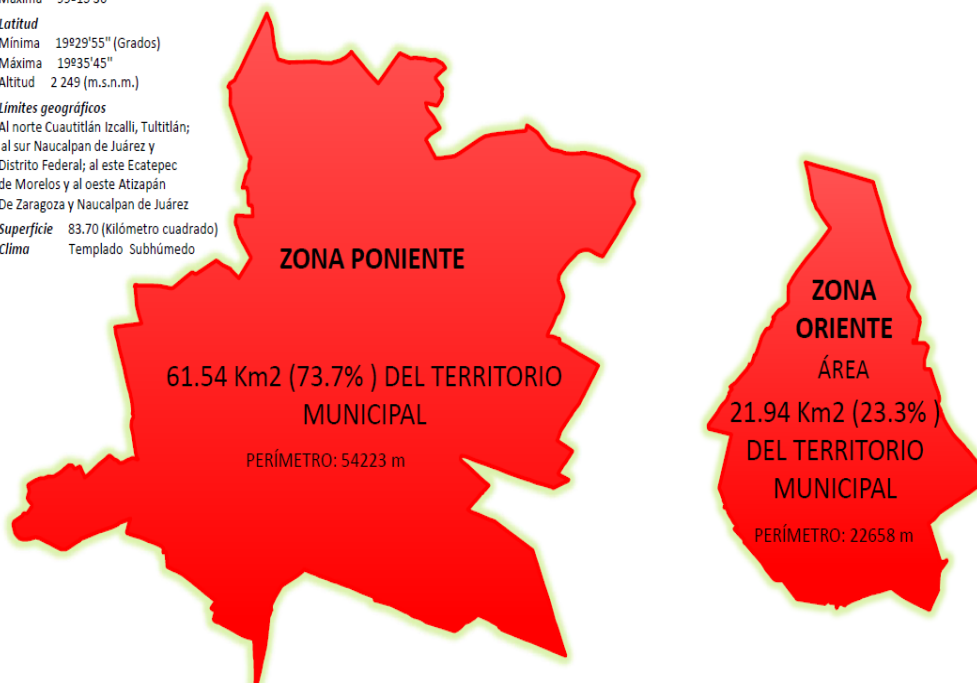 Máxima 99º15'30"
Latitud
Mínima 19º29'55" (Grados)
Máxima 19º35'45"
Altitud 2 249 (m.s.n.m.)
Límites geográficos
Al norte Cuautitlán Izcalli, Tultitlán;
al sur Naucalpan de Juárez y
Distrito Federal; al este Ecatepec
de Morelos y al oeste Atizapán
De Zaragoza y Naucalpan de Juárez
Superficie 83.70 (Kilómetro cuadrado)
Clima Templado Subhúmedo
ZONA PONIENTE
61.54 Km2 (73.7% ) DEL TERRITORIO
MUNICIPAL
PERÍMETRO: 54223 m
ZONA
ORIENTE
ÁREA
21.94 Km2 (23.3% )
DEL TERRITORIO
MUNICIPAL
PERÍMETRO: 22658 m